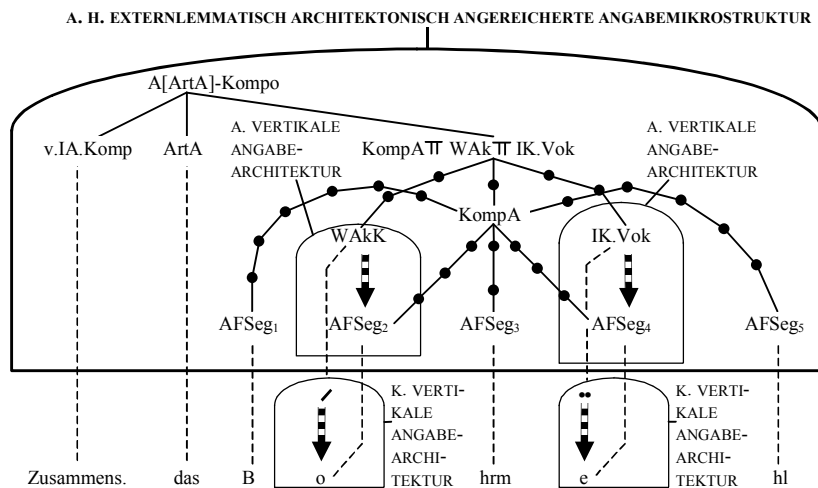 A. H. EXTERNLEMMATISCH ARCHITEKTONISCH ANGEREICHERTE ANGABEMIKROSTRUKTUR
A[ArtA]-Kompo
v.IA.Komp ArtA
A. VERTIKALE
ANGABE-
ARCHITEKTUR
KompA╥ WAk╥ IK.Vok
A. VERTIKALE
ANGABE-
ARCHITEKTUR
KompA
WAkK IK.Vok
AFSeg₁ AFSeg₂ AFSeg₃ AFSeg₄ AFSeg₅
K. VERTI-
KALE
ANGABE-
ARCHI-
TEKTUR
K. VERTI-
KALE
ANGABE-
ARCHI-
TEKTUR
Zusammens. das B o hrm e hl